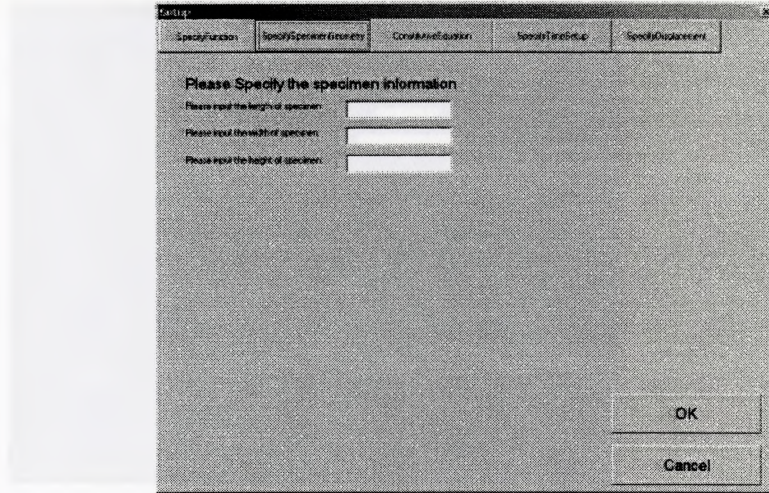 Setup
SpecifyFunction SpecifySpecimenGeometry ConstitutiveEquation SpecifyTimeSetup SpecifyDisplacement
Please Specify the specimen information
Please input the length of specimen
Please input the width of specimen
Please input the height of specimen
OK
Cancel